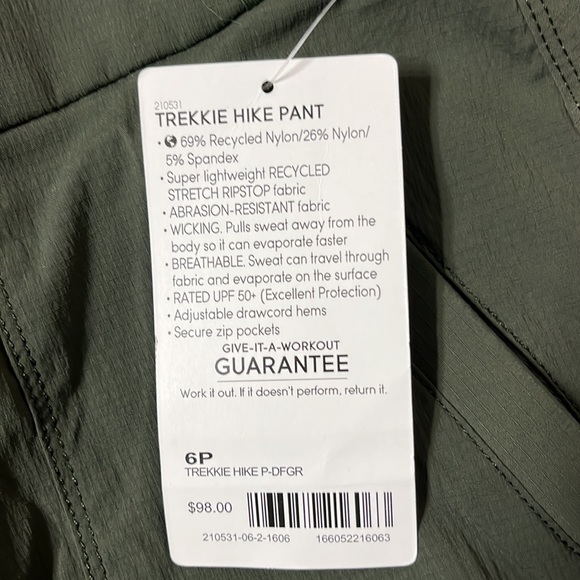 210531
TREKKIE HIKE PANT
• 69% Recycled Nylon/26% Nylon/
5% Spandex
• Super lightweight RECYCLED
STRETCH RIPSTOP fabric
• ABRASION-RESISTANT fabric
• WICKING. Pulls sweat away from the
body so it can evaporate faster
• BREATHABLE. Sweat can travel through
fabric and evaporate on the surface
• RATED UPF 50+ (Excellent Protection)
• Adjustable drawcord hems
• Secure zip pockets
GIVE-IT-A-WORKOUT
GUARANTEE
Work it out. If it doesn't perform, return it.
6P
TREKKIE HIKE P-DFGR
$98.00
210531-06-2-1606 166052216063